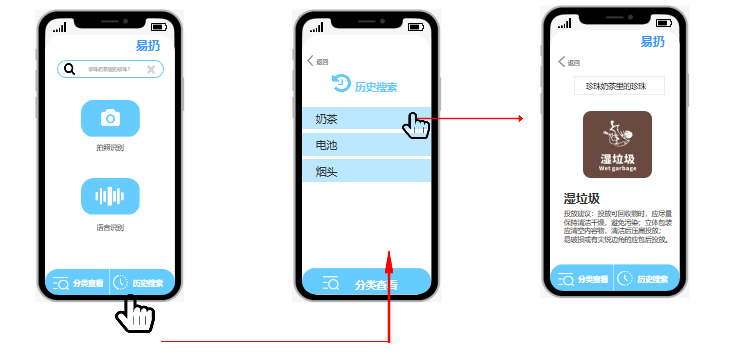 易扔
珍珠奶茶里的珍珠?
拍照识别
语音识别
分类查看
历史搜索
返回
历史搜索
奶茶
电池
烟头
分类查看
易扔
返回
珍珠奶茶里的珍珠
湿垃圾
Wet garbage
湿垃圾
投放建议：投放可回收物时，应尽量
保持清洁干燥，避免污染；立体包装
应清空内容物，清洁后压扁投放；
易破损或有尖锐边角的应包后投放。
分类查看
历史搜索